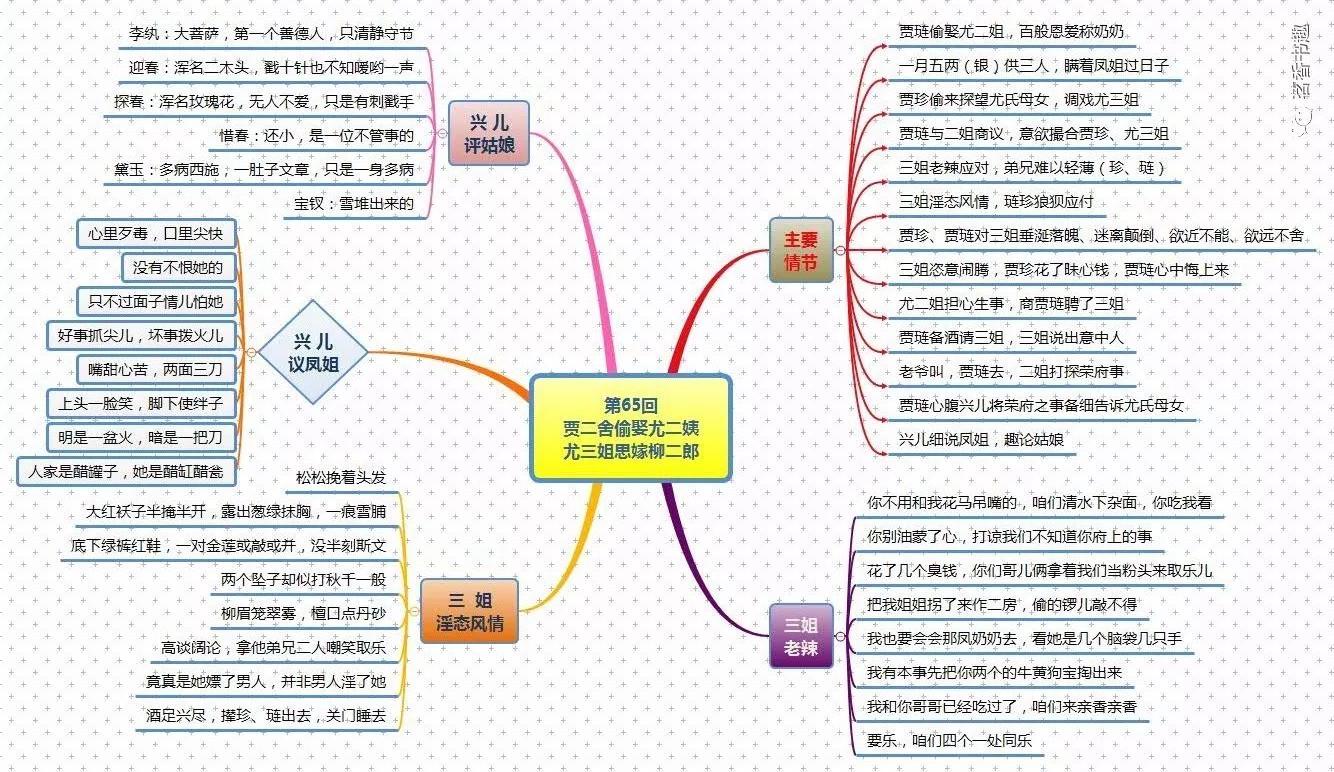 第65回
贾二舍偷娶尤二姨
尤三姐思嫁柳二郎
主要
情节
贾琏偷娶尤二姐，百般恩爱称奶奶
一月五两（银）供三人，瞒着凤姐过日子
贾珍偷来探望尤氏母女，调戏尤三姐
贾琏与二姐商议，意欲撮合贾珍、尤三姐
三姐老辣应对，弟兄难以轻薄（珍、琏）
三姐淫态风情，琏珍狼狈应付
贾珍、贾琏对三姐垂涎落魄、迷离颠倒、欲近不能、欲远不舍
三姐恣意闹腾，贾珍花了昧心钱；贾琏心中悔上来
尤二姐担心生事，商贾琏聘了三姐
贾琏备酒请三姐，三姐说出意中人
老爷叫，贾琏去，二姐打探荣府事
贾琏心腹兴儿将荣府之事备细告诉尤氏母女
兴儿细说凤姐，趣论姑娘
三姐
老辣
你不用和我花马吊嘴的，咱们清水下杂面，你吃我看
你别油蒙了心，打谅我们不知道你府上的事
花了几个臭钱，你们哥儿俩拿着我们当粉头来取乐儿
把我姐姐拐了来作二房，偷的锣儿敲不得
我也要会会那凤奶奶去，看她是几个脑袋几只手
我有本事先把你两个的牛黄狗宝掏出来
我和你哥哥已经吃过了，咱们来亲香亲香
要乐，咱们四个一处同乐
兴 儿
评姑娘
李纨：大菩萨，第一个善德人，只清静守节
迎春：浑名二木头，戳十针也不知嗳哟一声
探春：浑名玫瑰花，无人不爱，只是有刺戳手
惜春：还小，是一位不管事的
黛玉：多病西施，一肚子文章，只是一身多病
宝钗：雪堆出来的
兴 儿
议凤姐
心里歹毒，口里尖快
没有不恨她的
只不过面子情儿怕她
好事抓尖儿，坏事拨火儿
嘴甜心苦，两面三刀
上头一脸笑，脚下使绊子
明是一盆火，暗是一把刀
人家是醋罐子，她是醋缸醋瓮
三 姐
淫态风情
松松挽着头发
大红袄子半掩半开，露出葱绿抹胸，一痕雪脯
底下绿裤红鞋，一对金莲或敲或并，没半刻斯文
两个坠子却似打秋千一般
柳眉笼翠雾，檀口点丹砂
高谈阔论，拿他弟兄二人嘲笑取乐
竟真是她嫖了男人，并非男人淫了她
酒足兴尽，撵珍、琏出去，关门睡去
茗香书趣